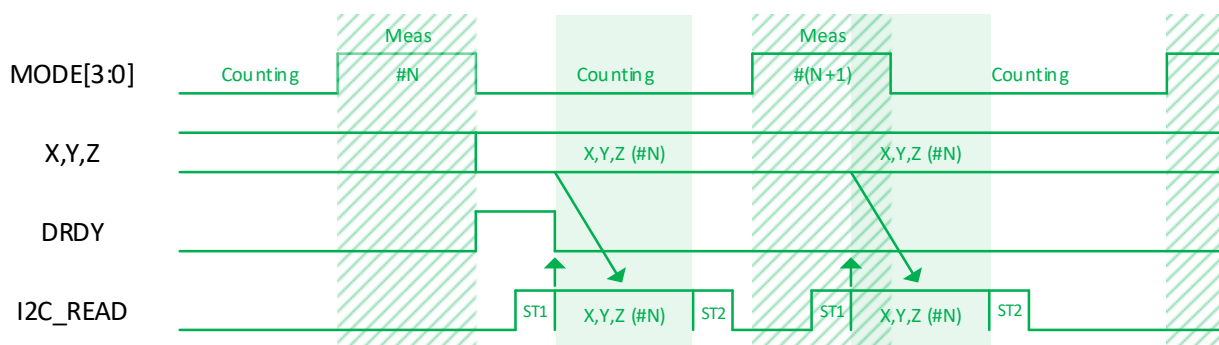 Meas
Meas
MODE[3:0]
Counting
#N
Counting
#(N+1)
Counting
X,Y,Z
X,Y,Z (#N)
X,Y,Z (#N)
DRDY
I2C_READ
ST1
X,Y,Z (#N)
ST2
ST1
X,Y,Z (#N)
ST2